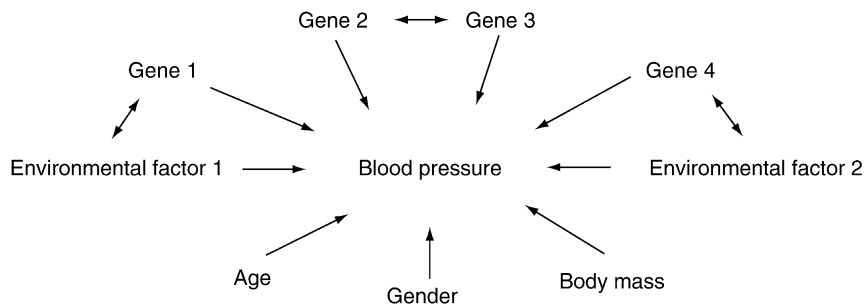 Gene 2
Gene 3
Gene 1
Gene 4
Environmental factor 1
Blood pressure
Environmental factor 2
Age
Gender
Body mass